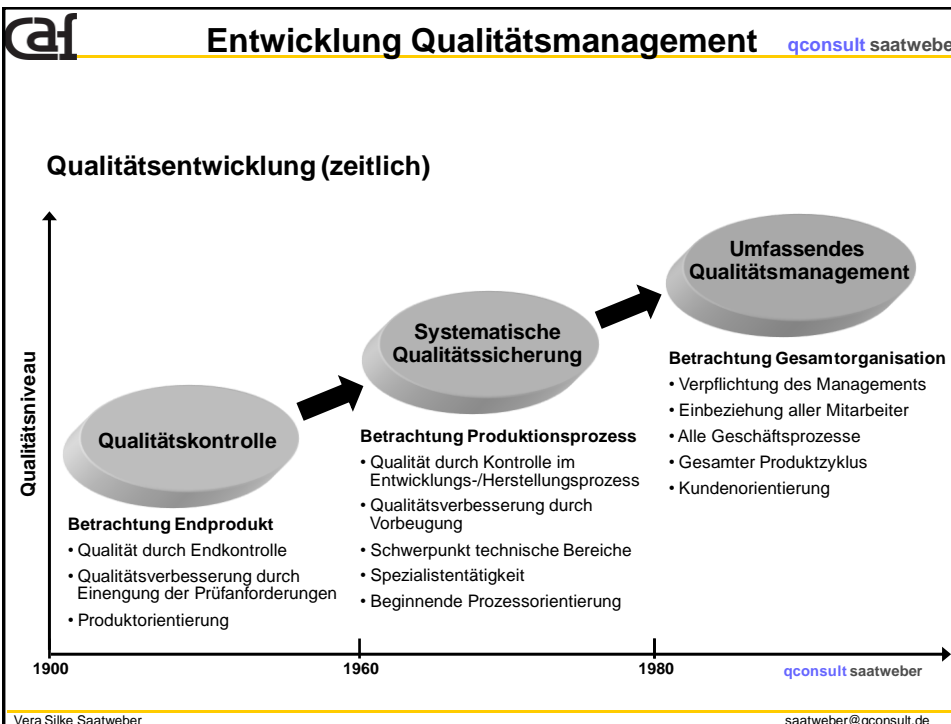 caf
Entwicklung Qualitätsmanagement
qconsult saatwebe
Qualitätsentwicklung (zeitlich)
Qualitätsniveau
Qualitätskontrolle
Betrachtung Endprodukt
• Qualität durch Endkontrolle
• Qualitätsverbesserung durch
Einengung der Prüfanforderungen
• Produktorientierung
Systematische
Qualitätssicherung
Betrachtung Produktionsprozess
• Qualität durch Kontrolle im
Entwicklungs-/Herstellungsprozess
• Qualitätsverbesserung durch
Vorbeugung
• Schwerpunkt technische Bereiche
• Spezialistentätigkeit
• Beginnende Prozessorientierung
Umfassendes
Qualitätsmanagement
Betrachtung Gesamtorganisation
• Verpflichtung des Managements
• Einbeziehung aller Mitarbeiter
• Alle Geschäftsprozesse
• Gesamter Produktzyklus
• Kundenorientierung
1900
1960
1980
qconsult saatweber
Vera Silke Saatweber
saatweber@qconsult.de